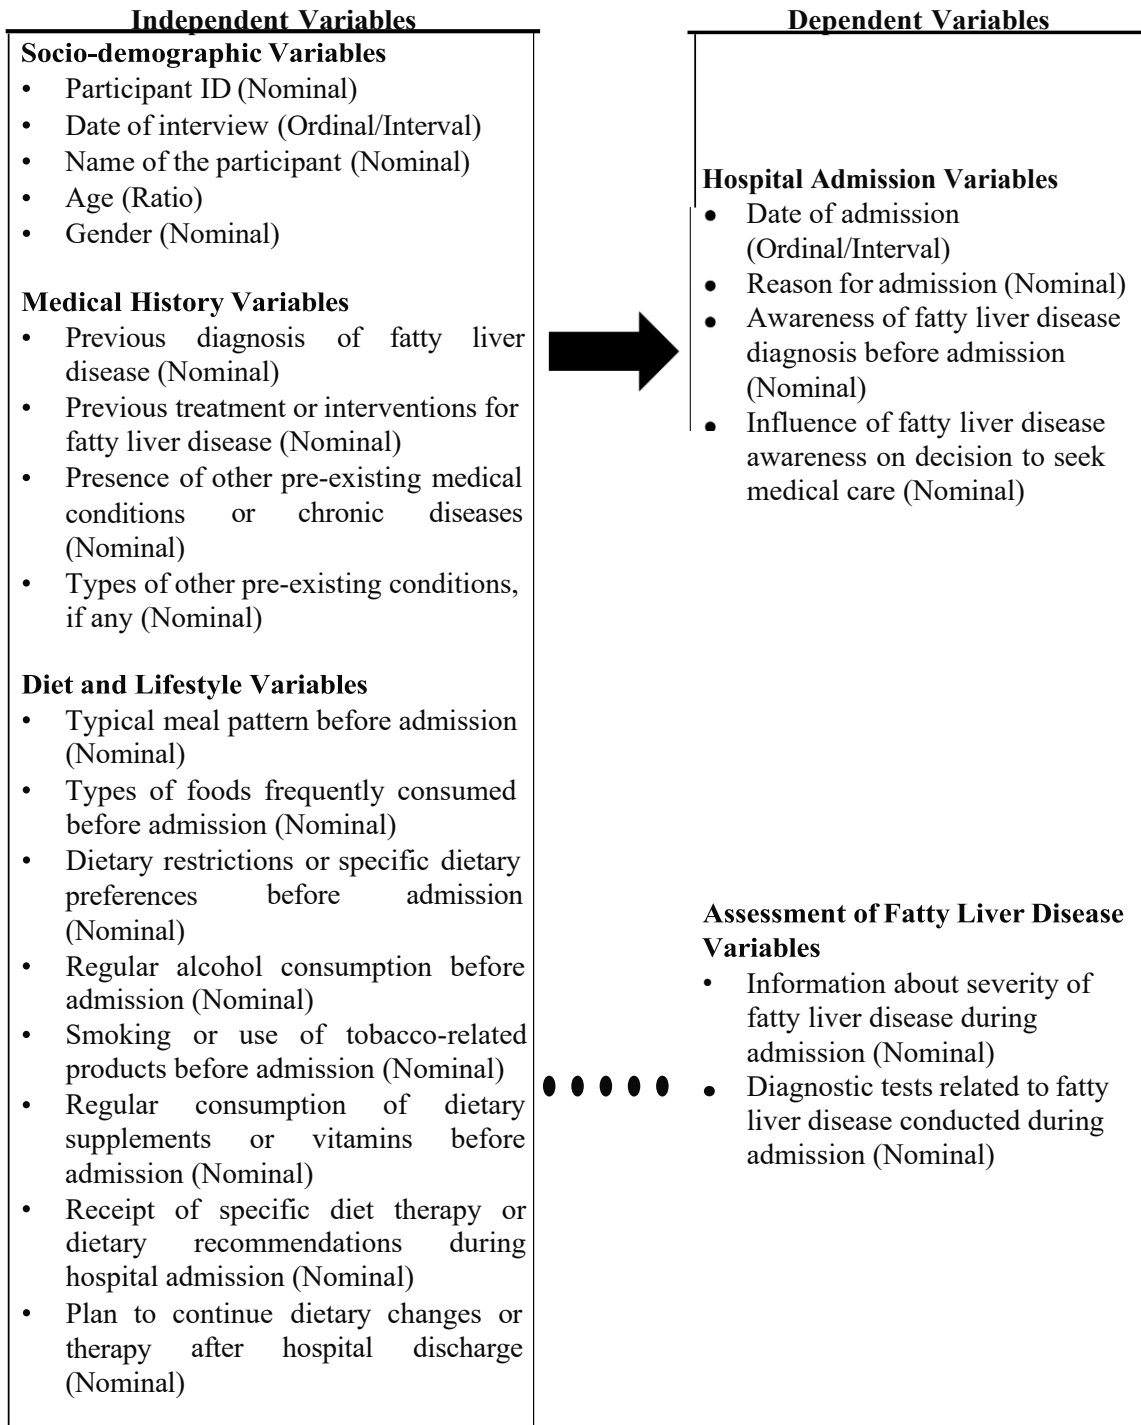 Independent Variables
Socio-demographic Variables
• Participant ID (Nominal)
• Date of interview (Ordinal/Interval)
• Name of the participant (Nominal)
• Age (Ratio)
• Gender (Nominal)
Medical History Variables
• Previous diagnosis of fatty liver
disease (Nominal)
• Previous treatment or interventions for
fatty liver disease (Nominal)
• Presence of other pre-existing medical
conditions or chronic diseases
(Nominal)
• Types of other pre-existing conditions,
if any (Nominal)
Diet and Lifestyle Variables
• Typical meal pattern before admission
(Nominal)
• Types of foods frequently consumed
before admission (Nominal)
• Dietary restrictions or specific dietary
preferences before admission
(Nominal)
• Regular alcohol consumption before
admission (Nominal)
• Smoking or use of tobacco-related
products before admission (Nominal)
• Regular consumption of dietary
supplements or vitamins before
admission (Nominal)
• Receipt of specific diet therapy or
dietary recommendations during
hospital admission (Nominal)
• Plan to continue dietary changes or
therapy after hospital discharge
(Nominal)
Dependent Variables
Hospital Admission Variables
● Date of admission
(Ordinal/Interval)
● Reason for admission (Nominal)
● Awareness of fatty liver disease
diagnosis before admission
(Nominal)
● Influence of fatty liver disease
awareness on decision to seek
medical care (Nominal)
Assessment of Fatty Liver Disease
Variables
• Information about severity of
fatty liver disease during
admission (Nominal)
● Diagnostic tests related to fatty
liver disease conducted during
admission (Nominal)